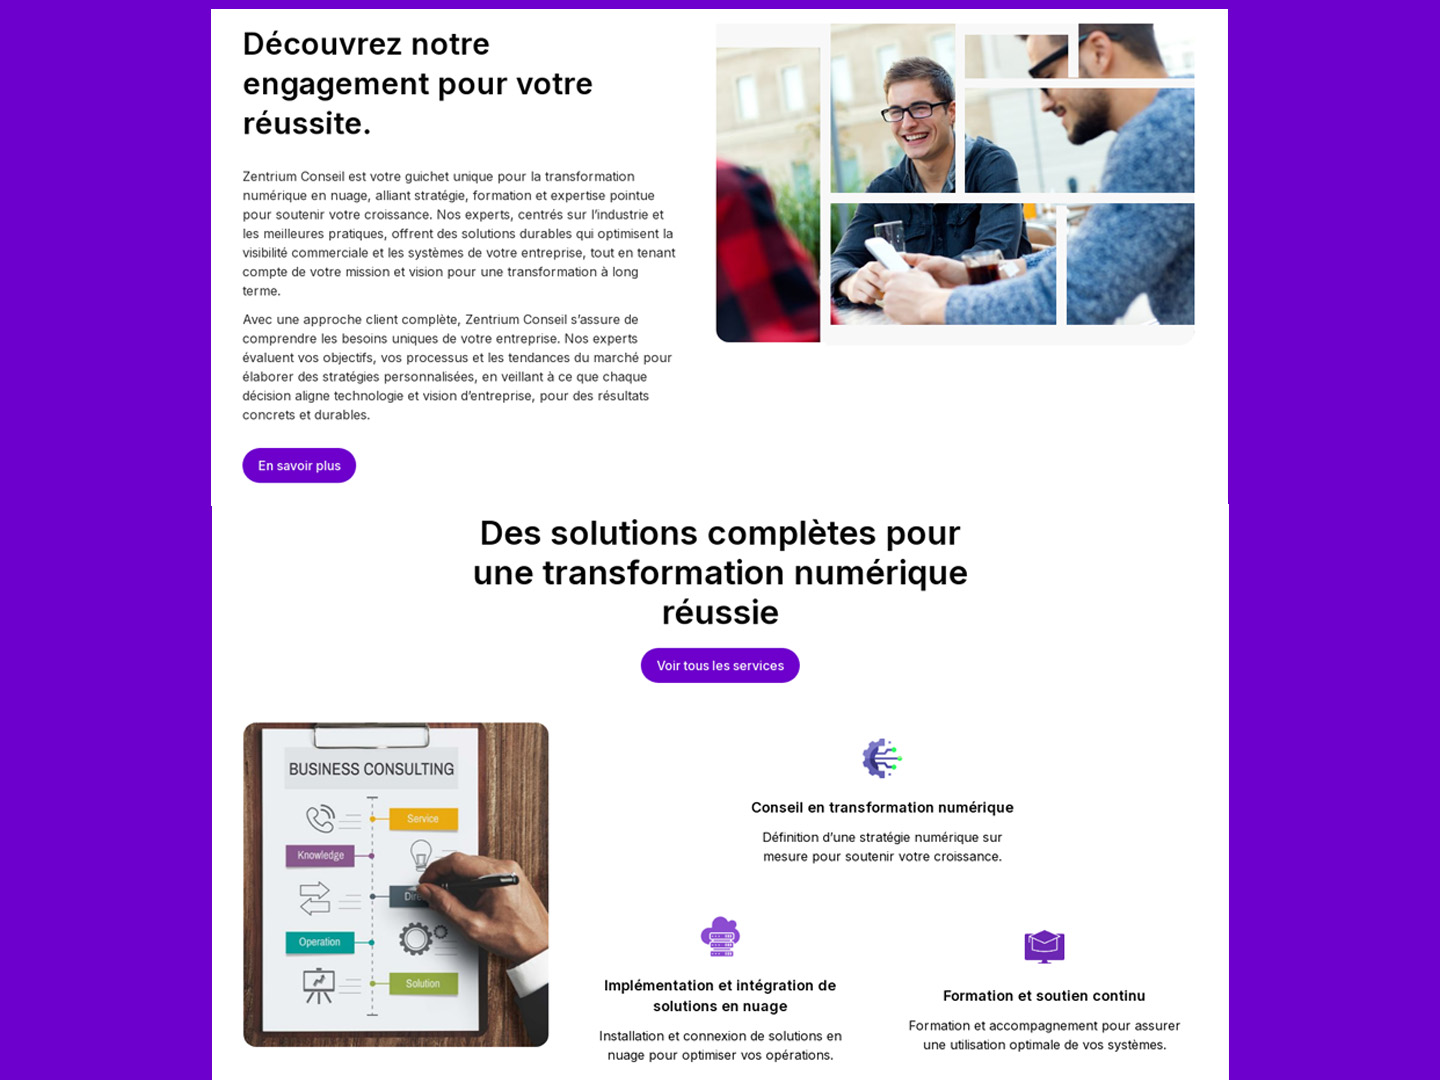 Découvrez notre
engagement pour votre
réussite.
Zentrium Conseil est votre guichet unique pour la transformation
numérique en nuage, alliant stratégie, formation et expertise pointue
pour soutenir votre croissance. Nos experts, centrés sur l’industrie et
les meilleures pratiques, offrent des solutions durables qui optimisent la
visibilité commerciale et les systèmes de votre entreprise, tout en tenant
compte de votre mission et vision pour une transformation à long
terme.
Avec une approche client complète, Zentrium Conseil s’assure de
comprendre les besoins uniques de votre entreprise. Nos experts
évaluent vos objectifs, vos processus et les tendances du marché pour
élaborer des stratégies personnalisées, en veillant à ce que chaque
décision aligne technologie et vision d’entreprise, pour des résultats
concrets et durables.
En savoir plus
Des solutions complètes pour
une transformation numérique
réussie
Voir tous les services
BUSINESS CONSULTING
Service
Knowledge
Operation
Solution
Conseil en transformation numérique
Définition d’une stratégie numérique sur
mesure pour soutenir votre croissance.
Implémentation et intégration de
solutions en nuage
Installation et connexion de solutions en
nuage pour optimiser vos opérations.
Formation et soutien continu
Formation et accompagnement pour assurer
une utilisation optimale de vos systèmes.